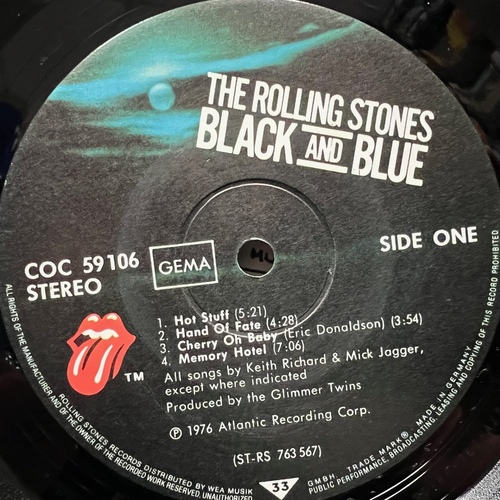 THE ROLLING STONES
BLACK AND BLUE
COC 59106
STEREO
GEMA
SIDE ONE
1. Hot Stuff (5:21)
2. Hand Of Fate (4:28)
3. Cherry Oh Baby (Eric Donaldson) (3:54)
4. Memory Hotel (7:06)
All songs by Keith Richard & Mick Jagger,
except where indicated
Produced by the Glimmer Twins
℗ 1976 Atlantic Recording Corp.
(ST-RS 763 567)
TM
33
ALL RIGHTS OF THE MANUFACTURER AND OF THE OWNER OF THE RECORDED WORK RESERVED, UNAUTHORIZED
PUBLIC PERFORMANCE, BROADCASTING, LEASING AND COPYING OF THIS RECORD PROHIBITED
ROLLING STONES RECORDS DISTRIBUTED BY WEA MUSIK GMBH. TRADE MARK® MADE IN GERMANY